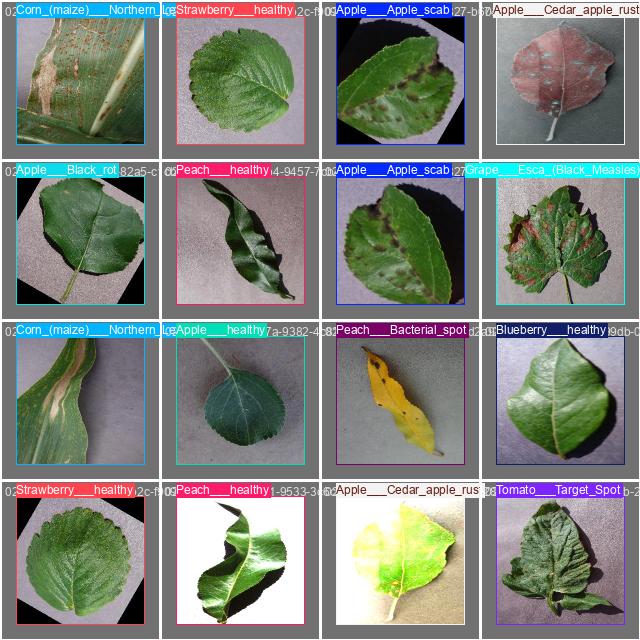 Corn_(maize)___Northern_L
Strawberry___healthy
Apple___Apple_scab
Apple___Cedar_apple_rust
Apple___Black_rot
Peach___healthy
Apple___Apple_scab
Grape___Esca_(Black_Measles)
Corn_(maize)___Northern_L
Apple___healthy
Peach___Bacterial_spot
Blueberry___healthy
Strawberry___healthy
Peach___healthy
Apple___Cedar_apple_rus
Tomato___Target_Spot